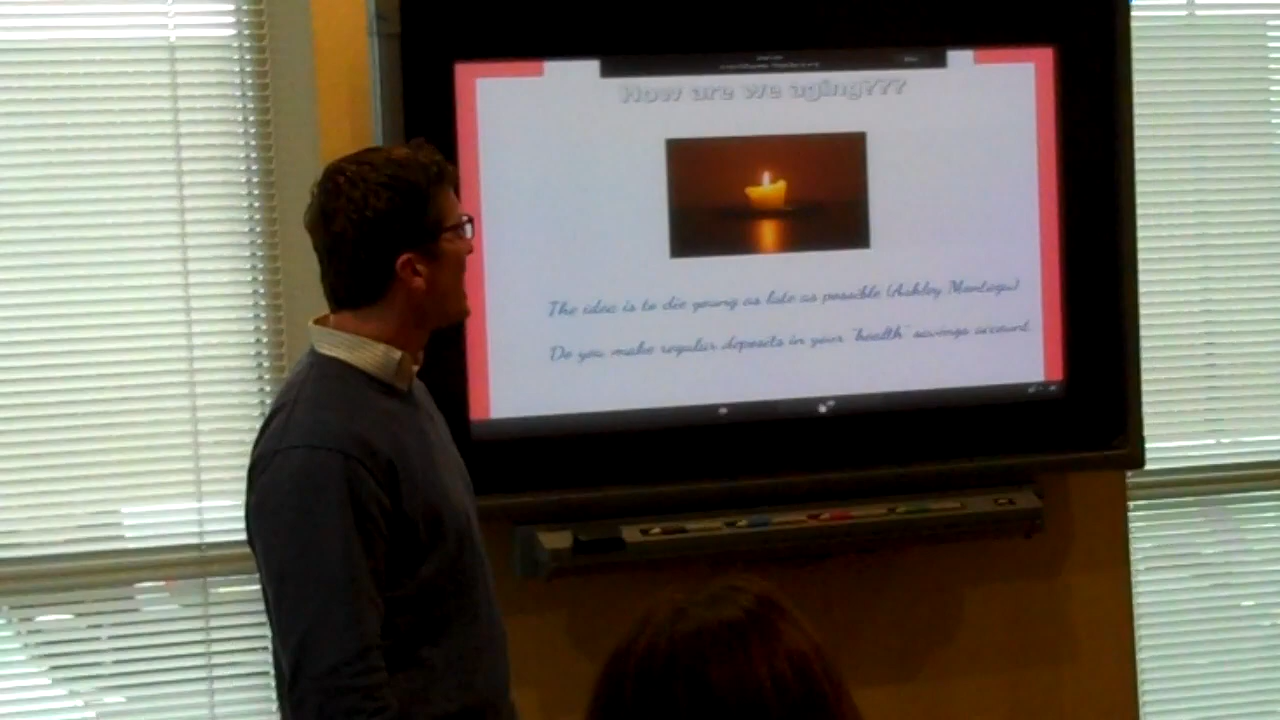 How are we aging???
The idea is to die young as late as possible (Ashley Montagu)
Do you make regular deposits in your "health" savings account